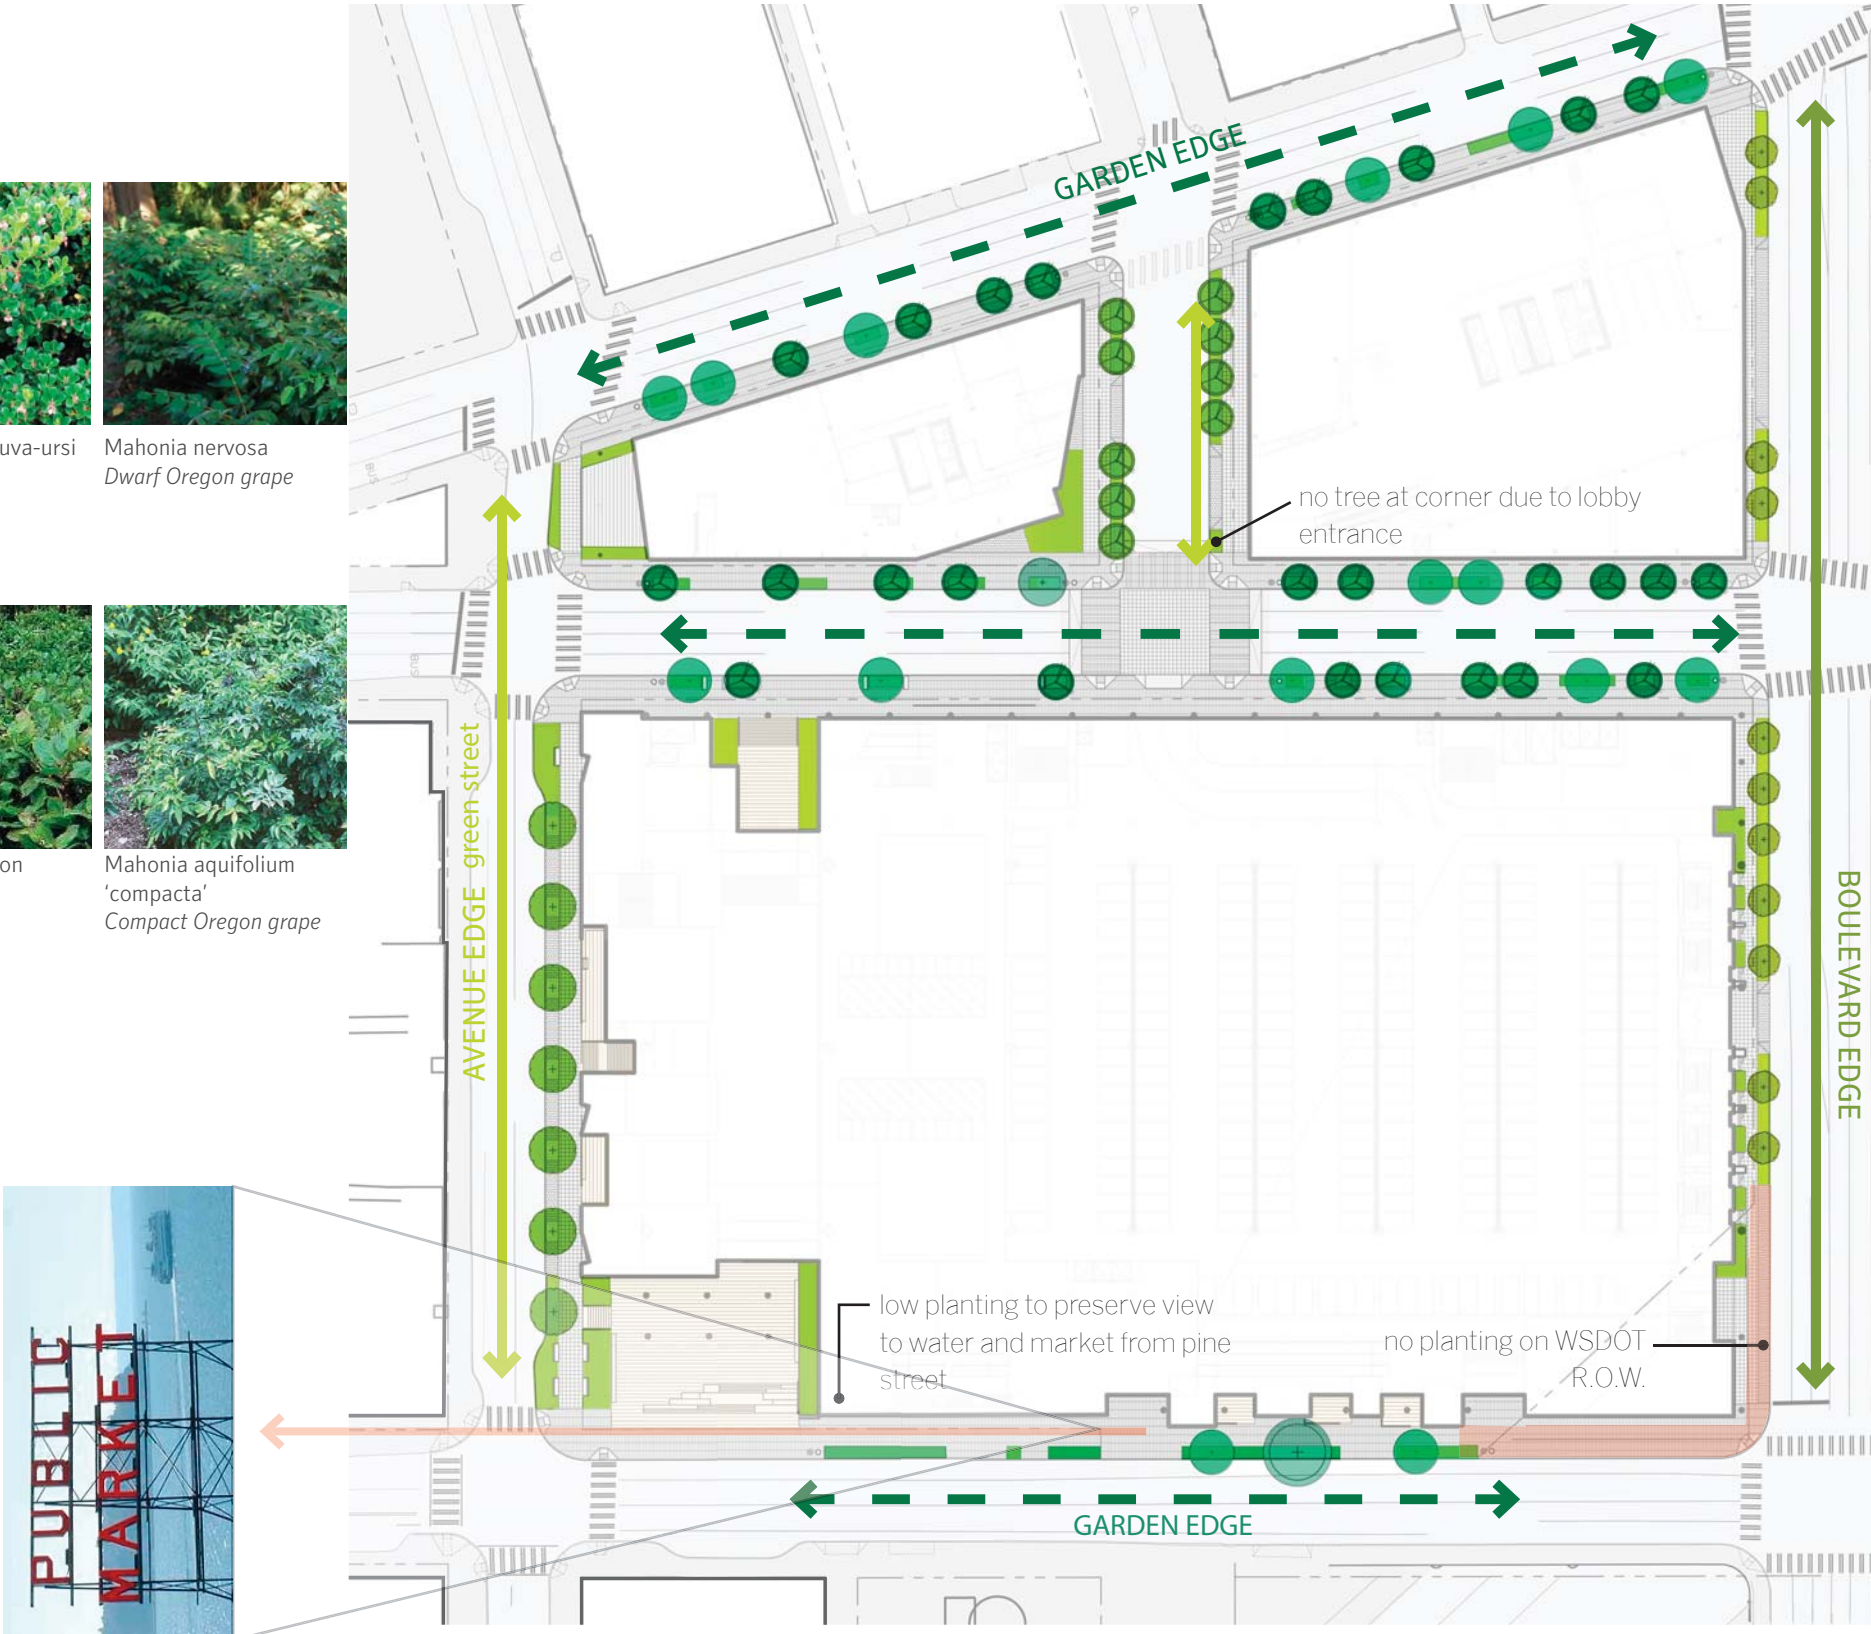 GARDEN EDGE
uva-ursi
Mahonia nervosa
Dwarf Oregon grape
no tree at corner due to lobby
entrance
BUS
BUS
on
Mahonia aquifolium
‘compacta’
Compact Oregon grape
AVENUE EDGE green street
BOULEVARD EDGE
low planting to preserve view
to water and market from pine
street
no planting on WSDOT
R.O.W.
PUBLIC
MARKET
GARDEN EDGE